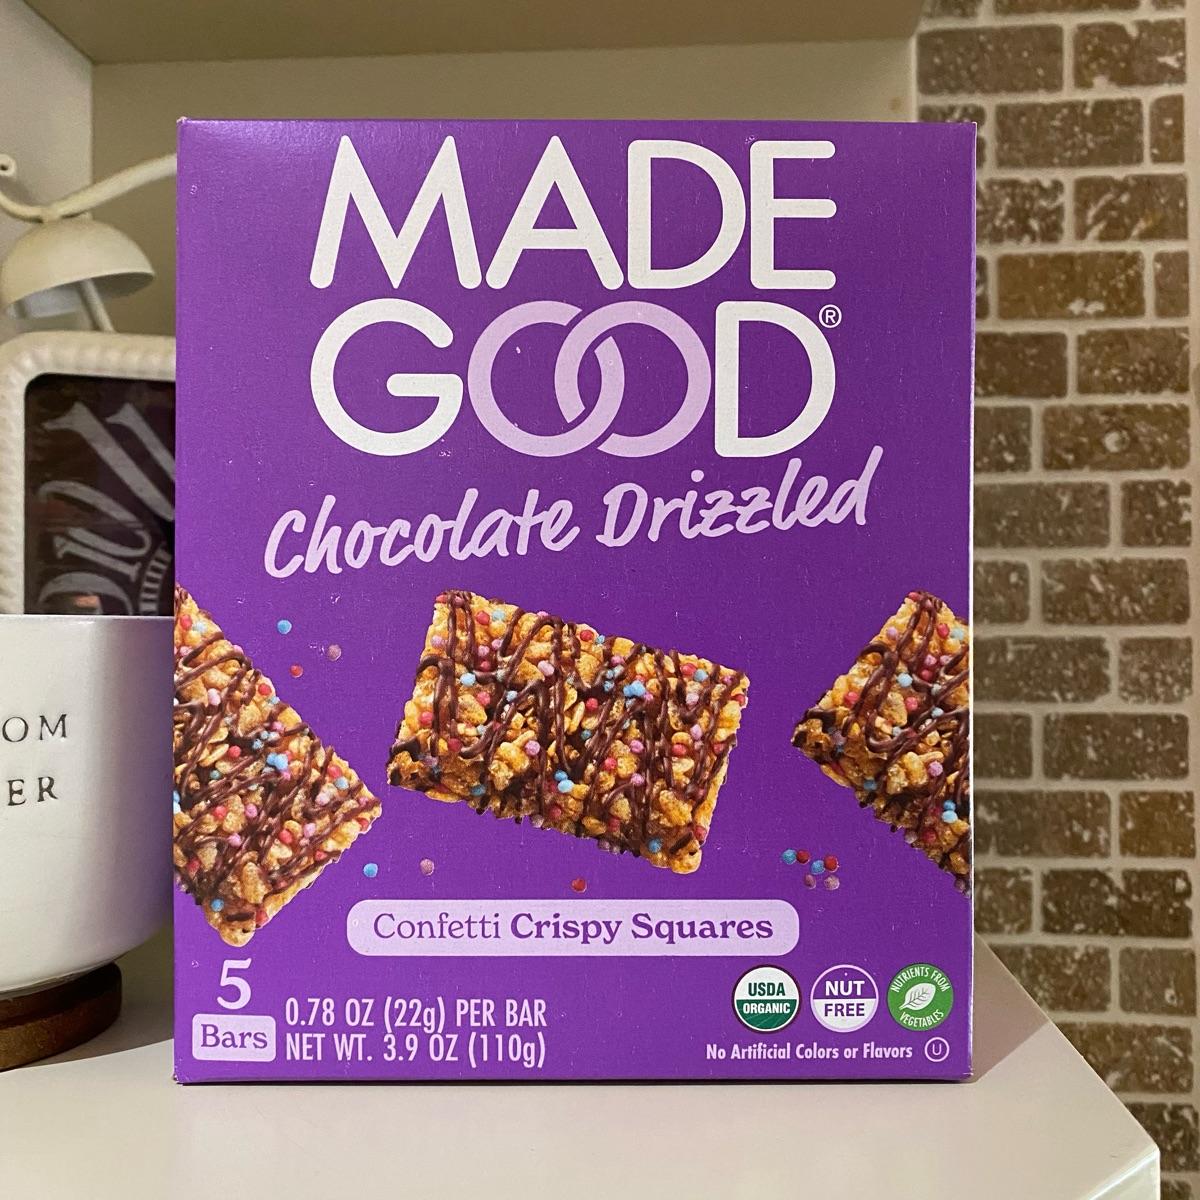 MADE
GOOD®
Chocolate Drizzled
Confetti Crispy Squares
5
Bars
0.78 OZ (22g) PER BAR
NET WT. 3.9 OZ (110g)
USDA
ORGANIC
NUT
FREE
NUTRIENTS FROM
VEGETABLES
No Artificial Colors or Flavors U
OM
ER